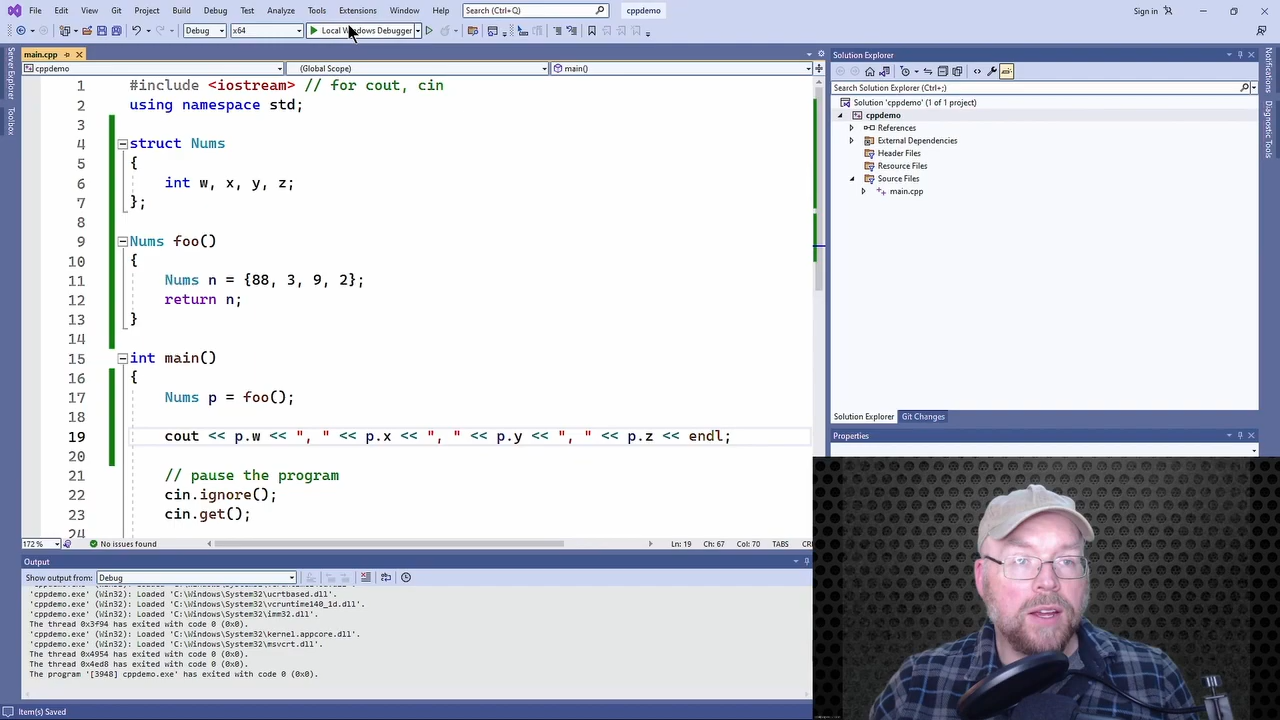 File Edit View Git Project Build Debug Test Analyze Tools Extensions Window Help Search (Ctrl+Q) cppdemo Sign in
Debug x64 Local Windows Debugger
Server Explorer
Toolbox
main.cpp
cppdemo (Global Scope) main()
1 #include <iostream> // for cout, cin
2 using namespace std;
3
4 struct Nums
5 {
6 int w, x, y, z;
7 };
8
9 Nums foo()
10 {
11 Nums n = {88, 3, 9, 2};
12 return n;
13 }
14
15 int main()
16 {
17 Nums p = foo();
18
19 cout << p.w << ", " << p.x << ", " << p.y << ", " << p.z << endl;
20
21 // pause the program
22 cin.ignore();
23 cin.get();
24
172 % No issues found Ln: 19 Ch: 67 Col: 70 TABS
Output
Show output from: Debug
'cppdemo.exe' (Win32): Loaded 'C:\Windows\System32\ucrtbased.dll'.
'cppdemo.exe' (Win32): Loaded 'C:\Windows\System32\vcruntime140_1d.dll'.
'cppdemo.exe' (Win32): Loaded 'C:\Windows\System32\imm32.dll'.
The thread 0x3f94 has exited with code 0 (0x0).
'cppdemo.exe' (Win32): Loaded 'C:\Windows\System32\kernel.appcore.dll'.
'cppdemo.exe' (Win32): Loaded 'C:\Windows\System32\msvcrt.dll'.
The thread 0x4954 has exited with code 0 (0x0).
The thread 0x4ed8 has exited with code 0 (0x0).
The program '[3948] cppdemo.exe' has exited with code 0 (0x0).
Item(s) Saved
Solution Explorer
Search Solution Explorer (Ctrl+;)
Solution 'cppdemo' (1 of 1 project)
cppdemo
References
External Dependencies
Header Files
Resource Files
Source Files
main.cpp
Solution Explorer Git Changes
Properties
Notifications
Diagnostic Tools